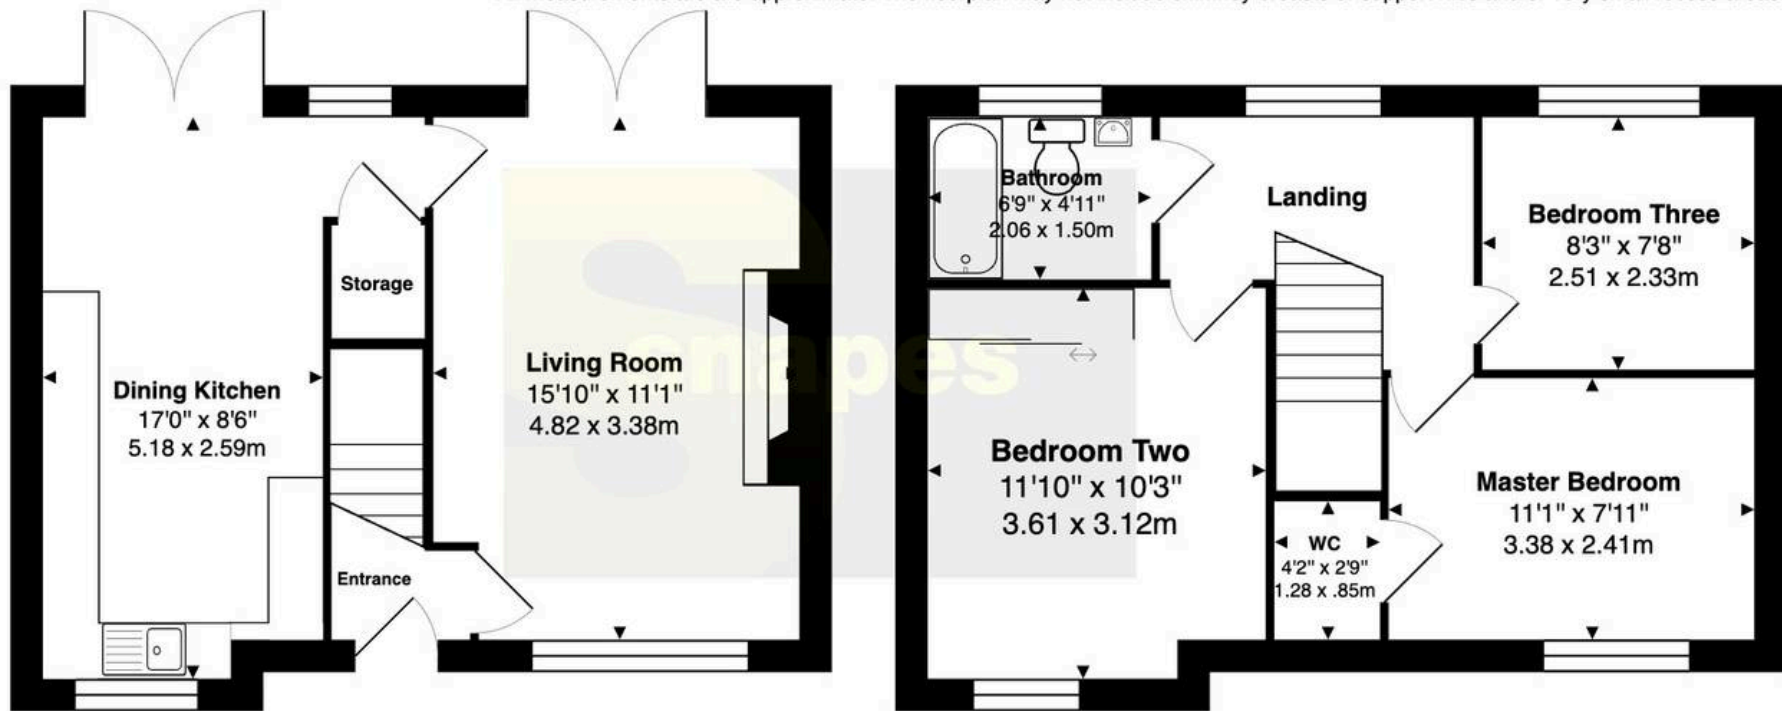 Dining Kitchen
17'0" x 8'6"
5.18 x 2.59m
Storage
Entrance
Living Room
15'10" x 11'1"
4.82 x 3.38m
snapes
Bathroom
6'9" x 4'11"
2.06 x 1.50m
Landing
Bedroom Three
8'3" x 7'8"
2.51 x 2.33m
Bedroom Two
11'10" x 10'3"
3.61 x 3.12m
WC
4'2" x 2'9"
1.28 x .85m
Master Bedroom
11'1" x 7'11"
3.38 x 2.41m